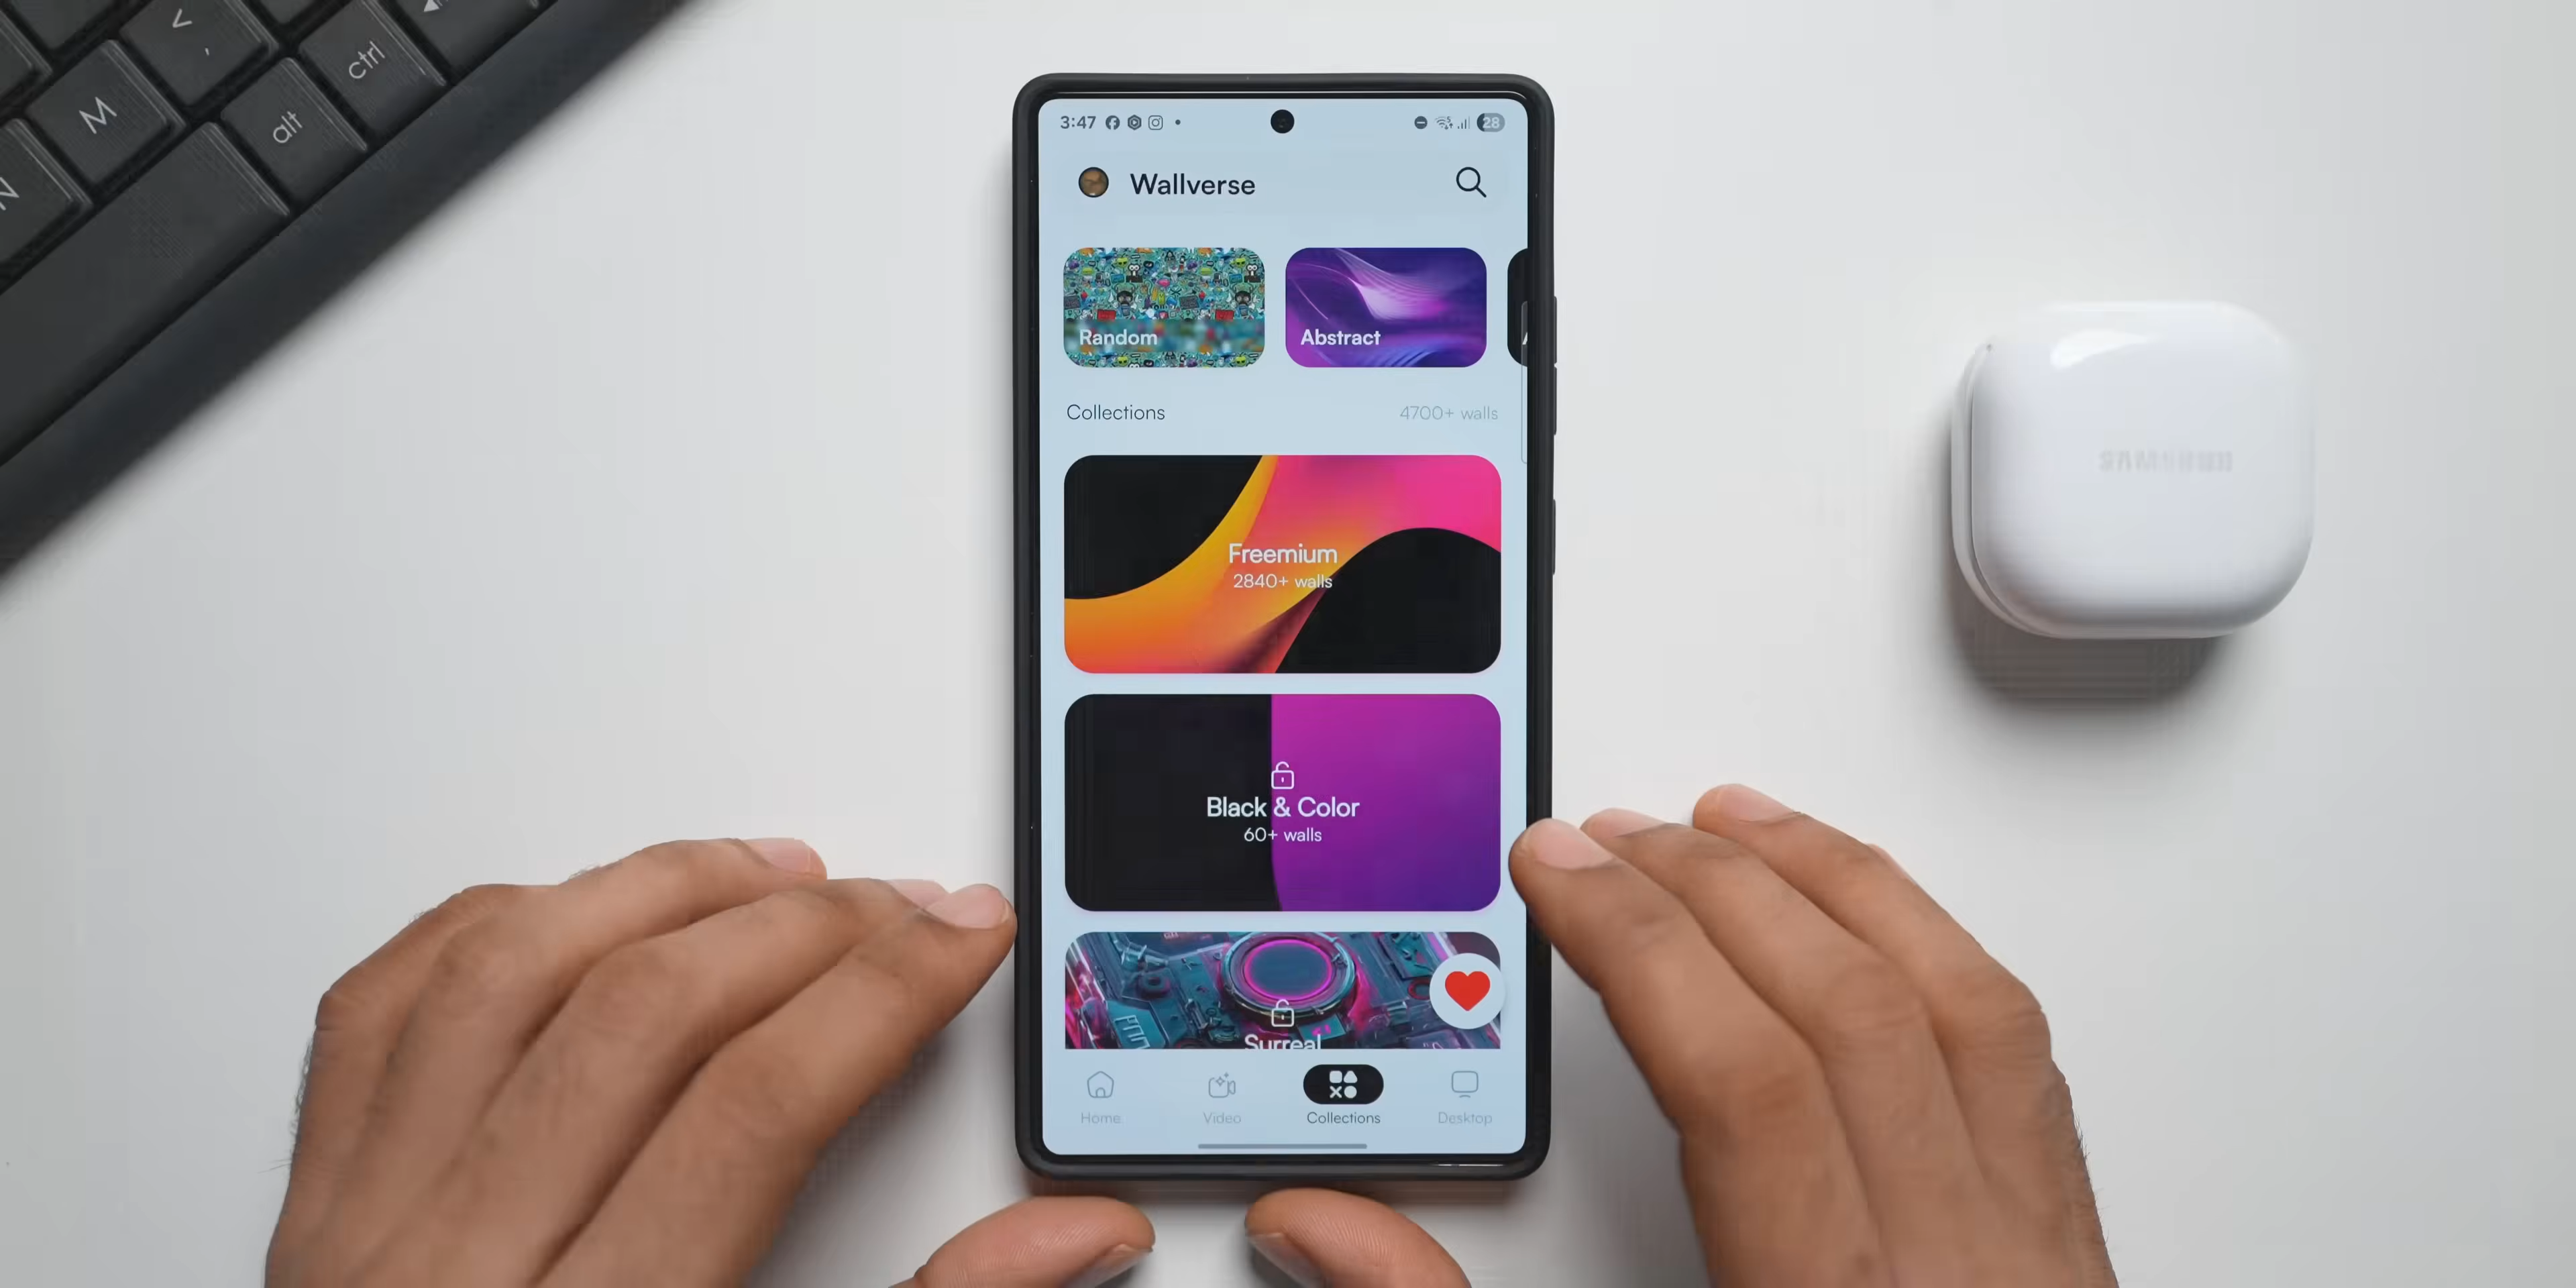 V
,
M
N
alt
ctrl
3:47
28
Wallverse
Random
Abstract
Collections
4700+ walls
Freemium
2840+ walls
Black & Color
60+ walls
Surreal
Home
Video
Collections
Desktop
SAMSUNG